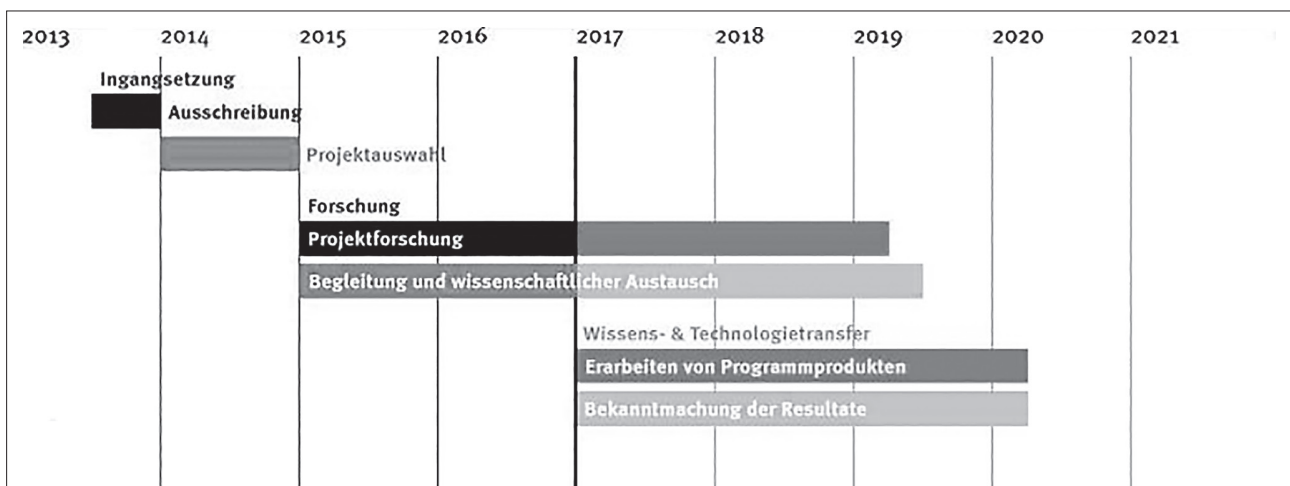 2013 2014 2015 2016 2017 2018 2019 2020 2021
Ingangsetzung
Ausschreibung
Projektauswahl
Forschung
Projektforschung
Begleitung und wissenschaftlicher Austausch
Wissens- & Technologietransfer
Erarbeiten von Programmprodukten
Bekanntmachung der Resultate